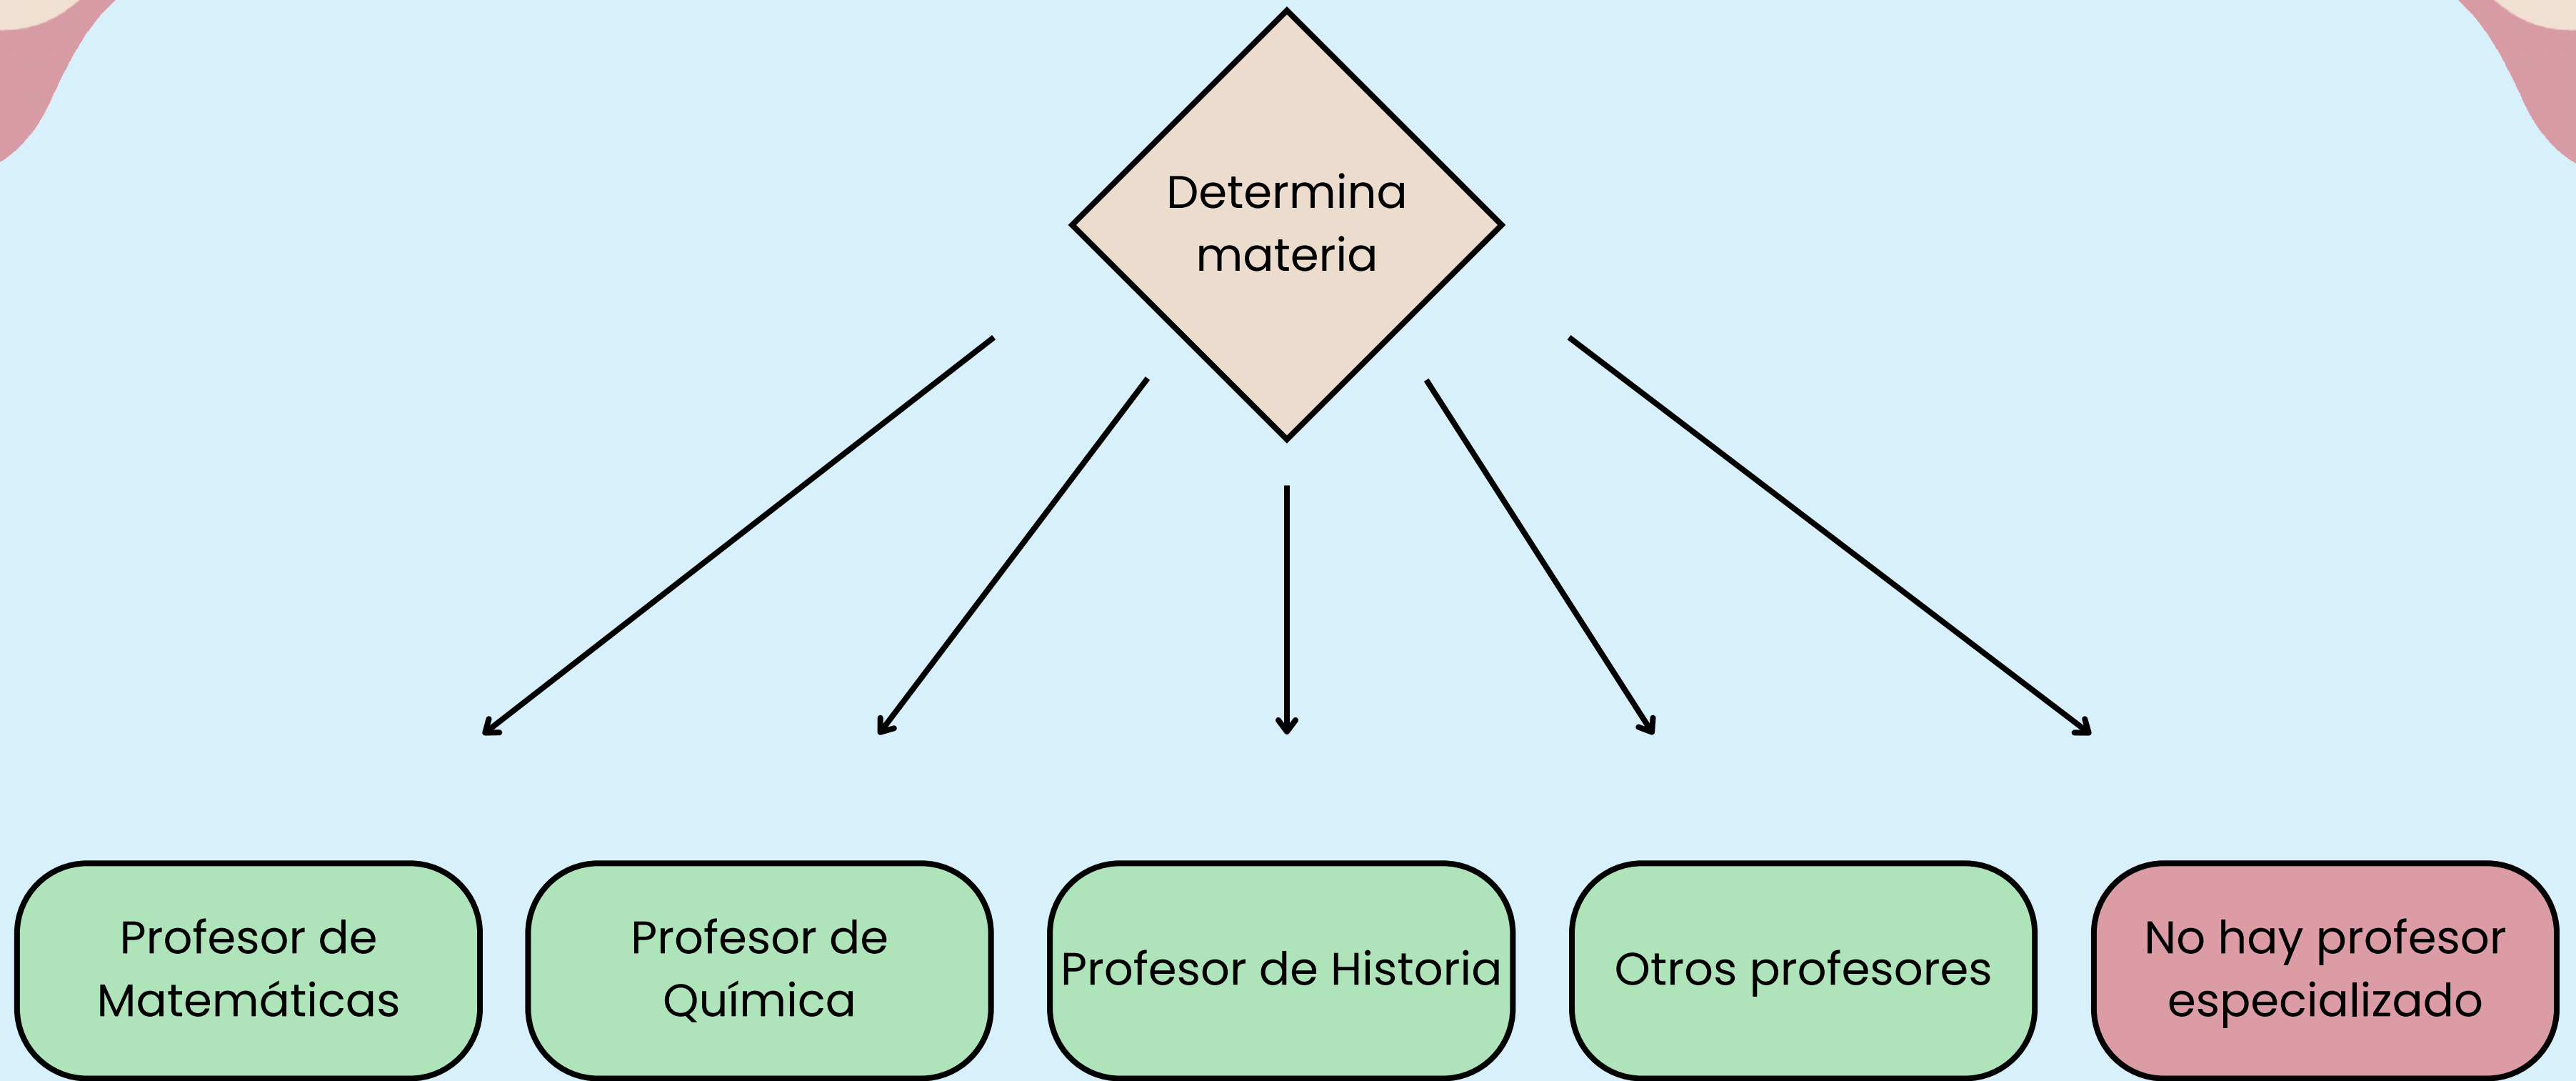 Determina
materia
Profesor de
Matemáticas
Profesor de
Química
Profesor de Historia
Otros profesores
No hay profesor
especializado